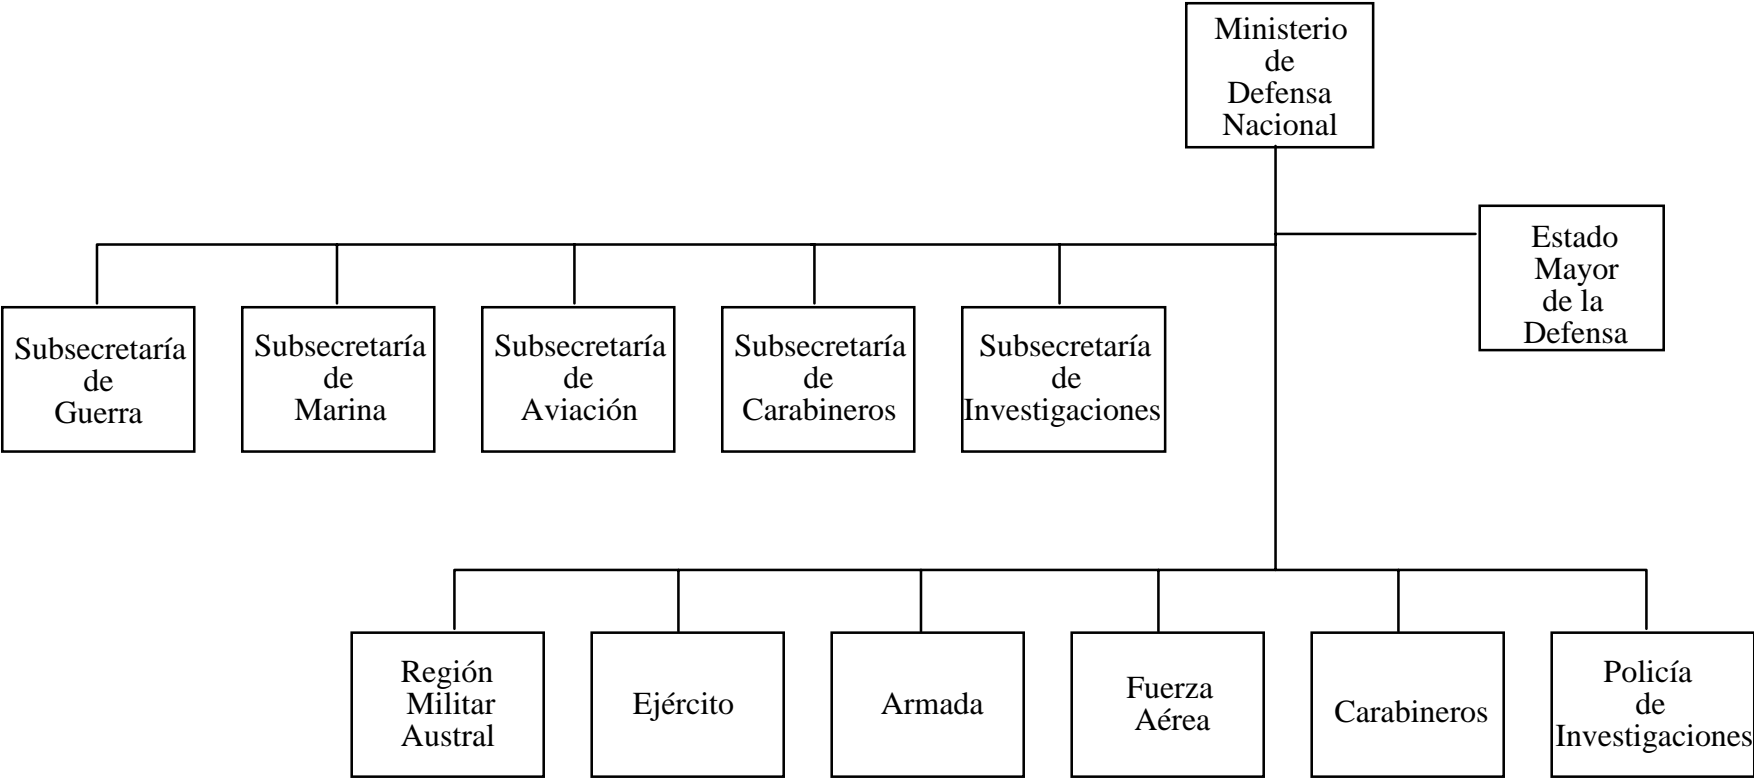 Ministerio
de
Defensa
Nacional
Estado
Mayor
de la
Defensa
Subsecretaría
de
Guerra
Subsecretaría
de
Marina
Subsecretaría
de
Aviación
Subsecretaría
de
Carabineros
Subsecretaría
de
Investigaciones
Región
Militar
Austral
Ejército
Armada
Fuerza
Aérea
Carabineros
Policía
de
Investigaciones